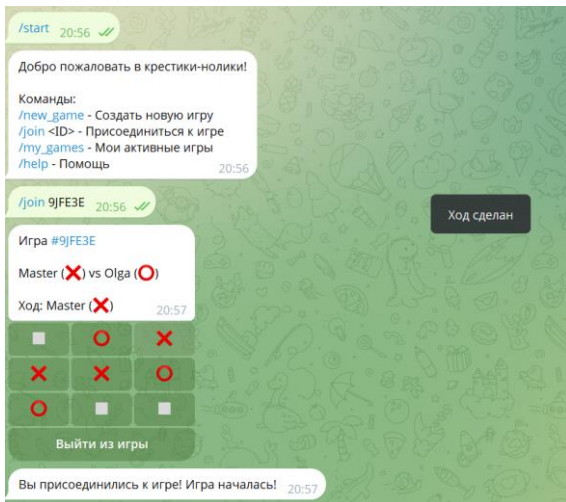 /start 20:56
Добро пожаловать в крестики-нолики!
Команды:
/new_game - Создать новую игру
/join <ID> - Присоединиться к игре
/my_games - Мои активные игры
/help - Помощь 20:56
/join 9JFE3E 20:56
Ход сделан
Игра #9JFE3E
Master (❌) vs Olga (⭕)
Ход: Master (❌) 20:57
◻️ ⭕ ❌
❌ ❌ ⭕
⭕ ◻️ ◻️
Выйти из игры
Вы присоединились к игре! Игра началась! 20:57